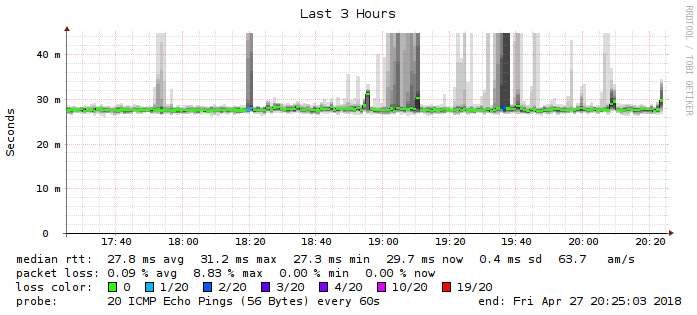 Last 3 Hours
RRDTOOL / TOBI OETIKER
Seconds
40 m
30 m
20 m
10 m
0
17:40 18:00 18:20 18:40 19:00 19:20 19:40 20:00 20:20
median rtt: 27.8 ms avg 31.2 ms max 27.3 ms min 29.7 ms now 0.4 ms sd 63.7 am/s
packet loss: 0.09 % avg 8.83 % max 0.00 % min 0.00 % now
loss color: 0 1/20 2/20 3/20 4/20 10/20 19/20
probe: 20 ICMP Echo Pings (56 Bytes) every 60s end: Fri Apr 27 20:25:03 2018